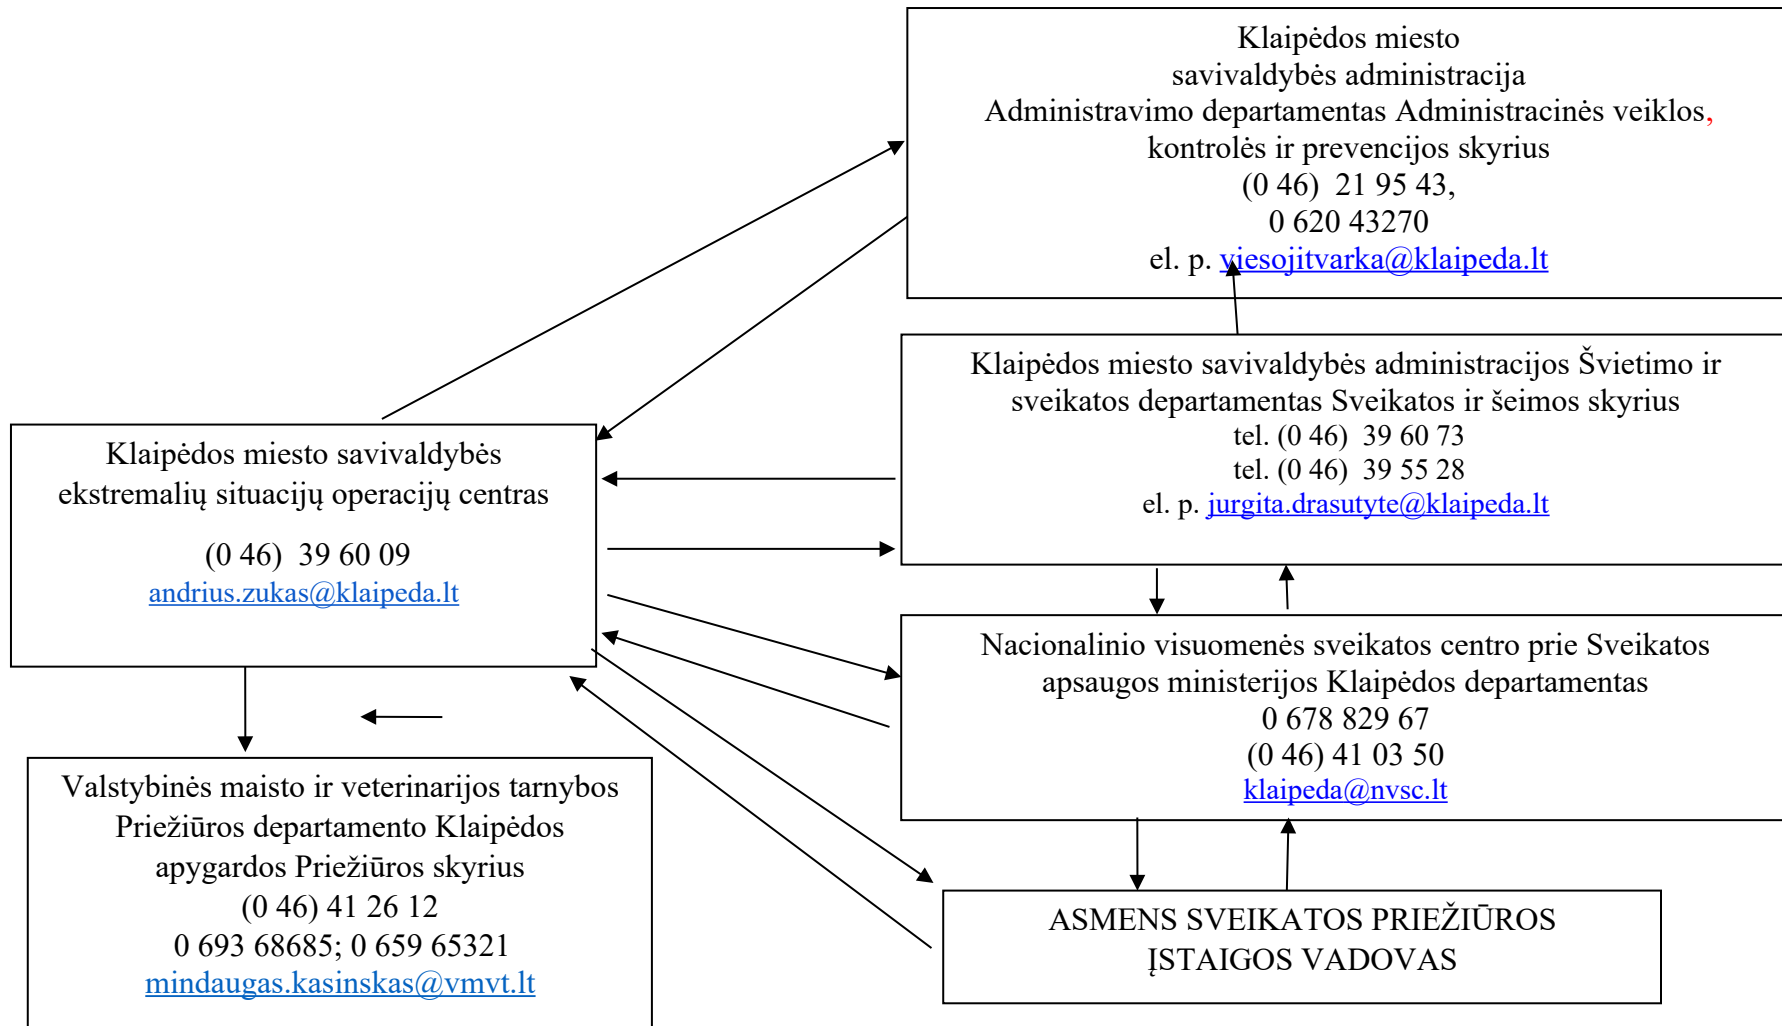 Klaipėdos miesto
savivaldybės administracija
Administravimo departamentas Administracinės veiklos,
kontrolės ir prevencijos skyrius
(0 46)  21 95 43,
0 620 43270
el. p. viesojitvarka@klaipeda.lt
Klaipėdos miesto savivaldybės administracijos Švietimo ir
sveikatos departamentas Sveikatos ir šeimos skyrius
tel. (0 46)  39 60 73
tel. (0 46)  39 55 28
el. p. jurgita.drasutyte@klaipeda.lt
Klaipėdos miesto savivaldybės
ekstremalių situacijų operacijų centras
(0 46)  39 60 09
andrius.zukas@klaipeda.lt
Nacionalinio visuomenės sveikatos centro prie Sveikatos
apsaugos ministerijos Klaipėdos departamentas
0 678 829 67
(0 46) 41 03 50
klaipeda@nvsc.lt
Valstybinės maisto ir veterinarijos tarnybos
Priežiūros departamento Klaipėdos
apygardos Priežiūros skyrius
(0 46) 41 26 12
0 693 68685; 0 659 65321
mindaugas.kasinskas@vmvt.lt
ASMENS SVEIKATOS PRIEŽIŪROS
ĮSTAIGOS VADOVAS